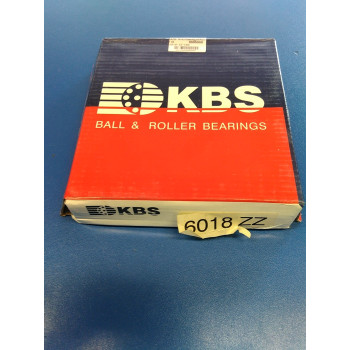 KBS
BALL & ROLLER BEARINGS
KBS
6018 ZZ